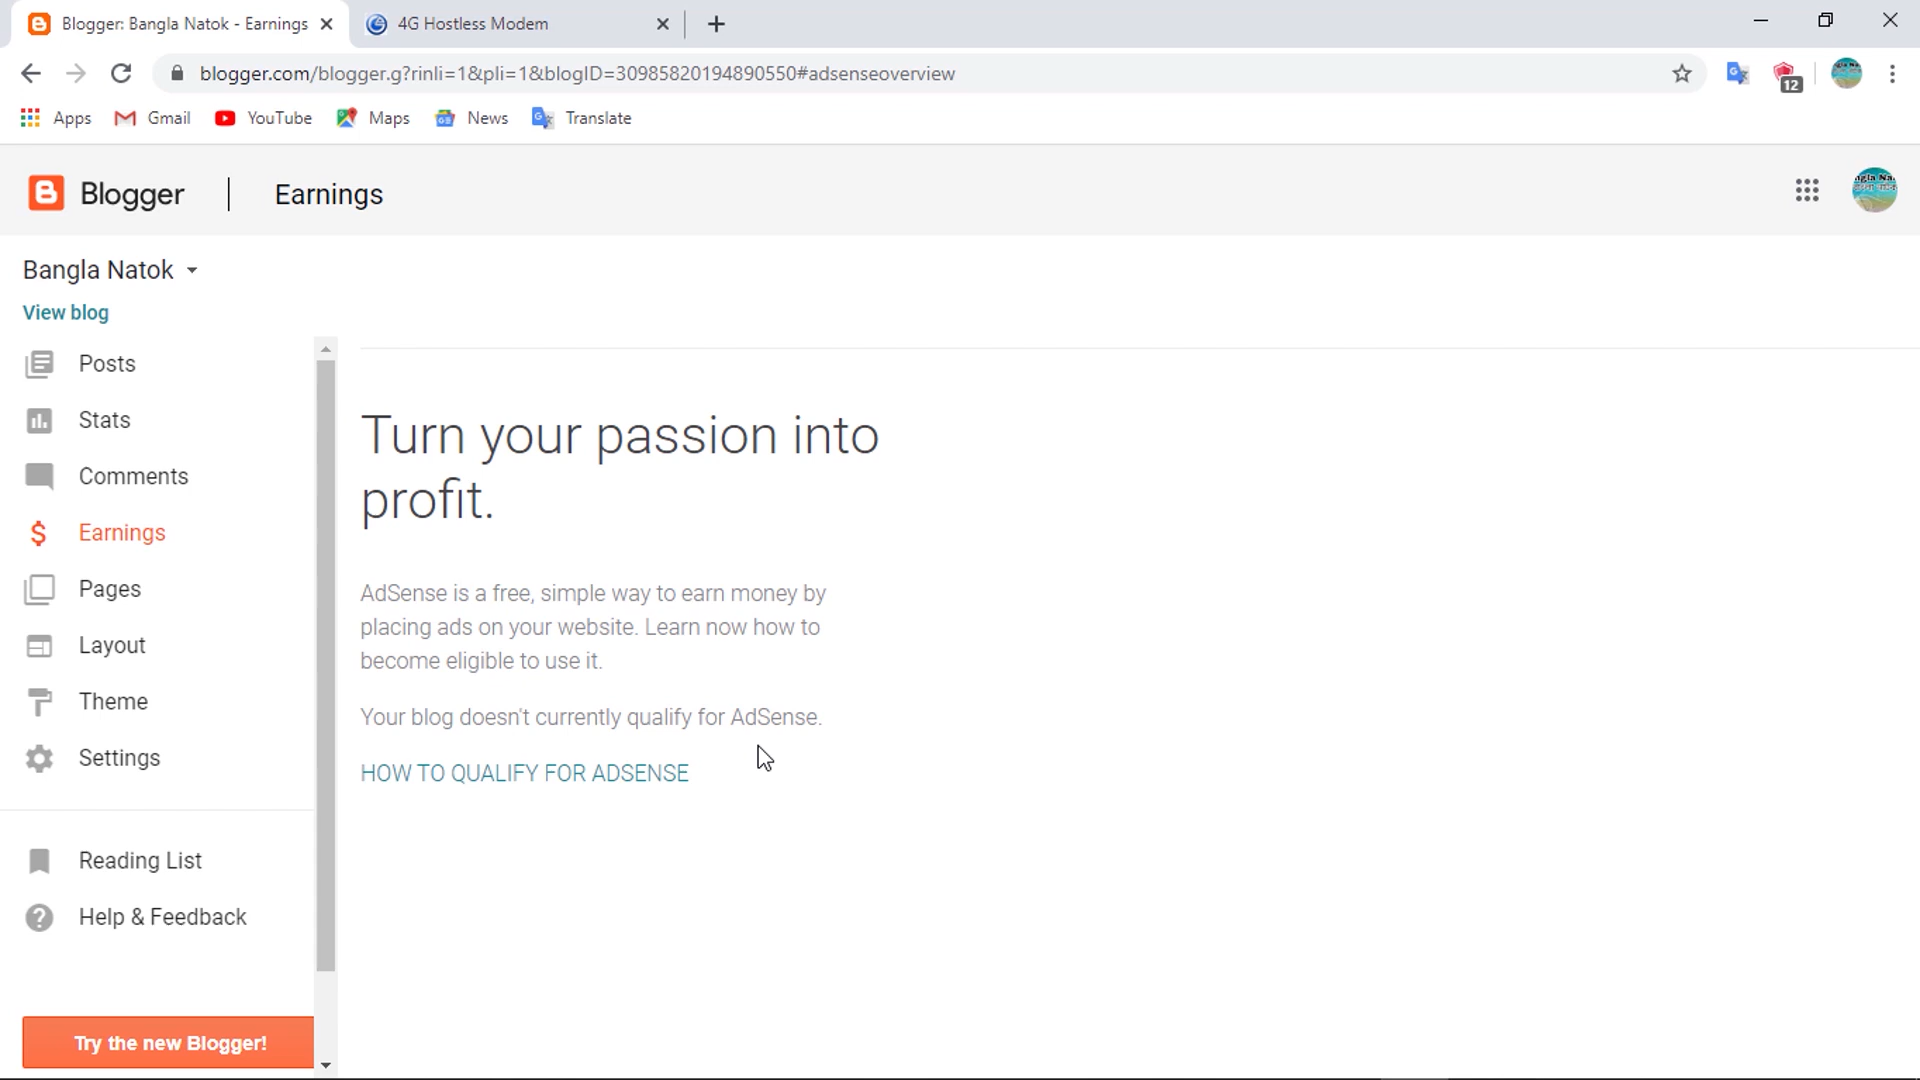 Blogger: Bangla Natok - Earnings
4G Hostless Modem
blogger.com/blogger.g?rinli=1&pli=1&blogID=30985820194890550#adsenseoverview
12
Apps Gmail YouTube Maps News Translate
Blogger | Earnings
Bangla Natok
View blog
Posts
Stats
Comments
Earnings
Pages
Layout
Theme
Settings
Reading List
Help & Feedback
Try the new Blogger!
Turn your passion into
profit.
AdSense is a free, simple way to earn money by
placing ads on your website. Learn now how to
become eligible to use it.
Your blog doesn't currently qualify for AdSense.
HOW TO QUALIFY FOR ADSENSE